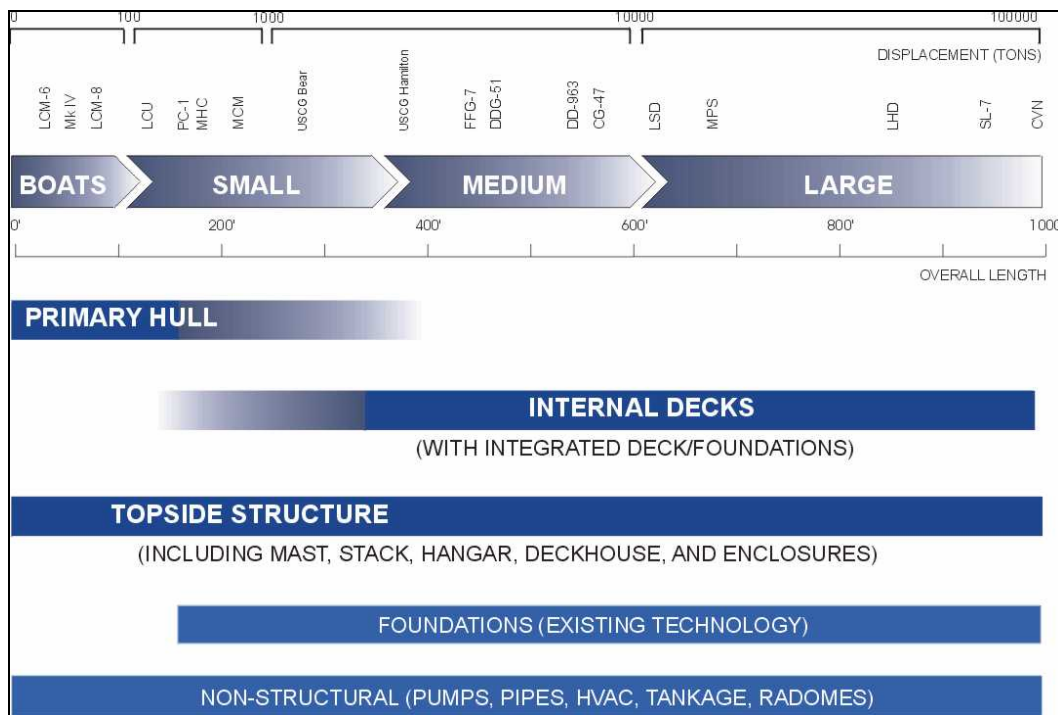 0 100 1000 10000 100000
DISPLACEMENT (TONS)
LCM-6 Mk IV LCM-8 LCU PC-1 MHC MCM USCG Bear USCG Hamilton FFG-7 DDG-51 DD-963 CG-47 LSD MPS LHD SL-7 CVN
BOATS SMALL MEDIUM LARGE
0' 200' 400' 600' 800' 1000
OVERALL LENGTH
PRIMARY HULL
INTERNAL DECKS
(WITH INTEGRATED DECK/FOUNDATIONS)
TOPSIDE STRUCTURE
(INCLUDING MAST, STACK, HANGAR, DECKHOUSE, AND ENCLOSURES)
FOUNDATIONS (EXISTING TECHNOLOGY)
NON-STRUCTURAL (PUMPS, PIPES, HVAC, TANKAGE, RADOMES)